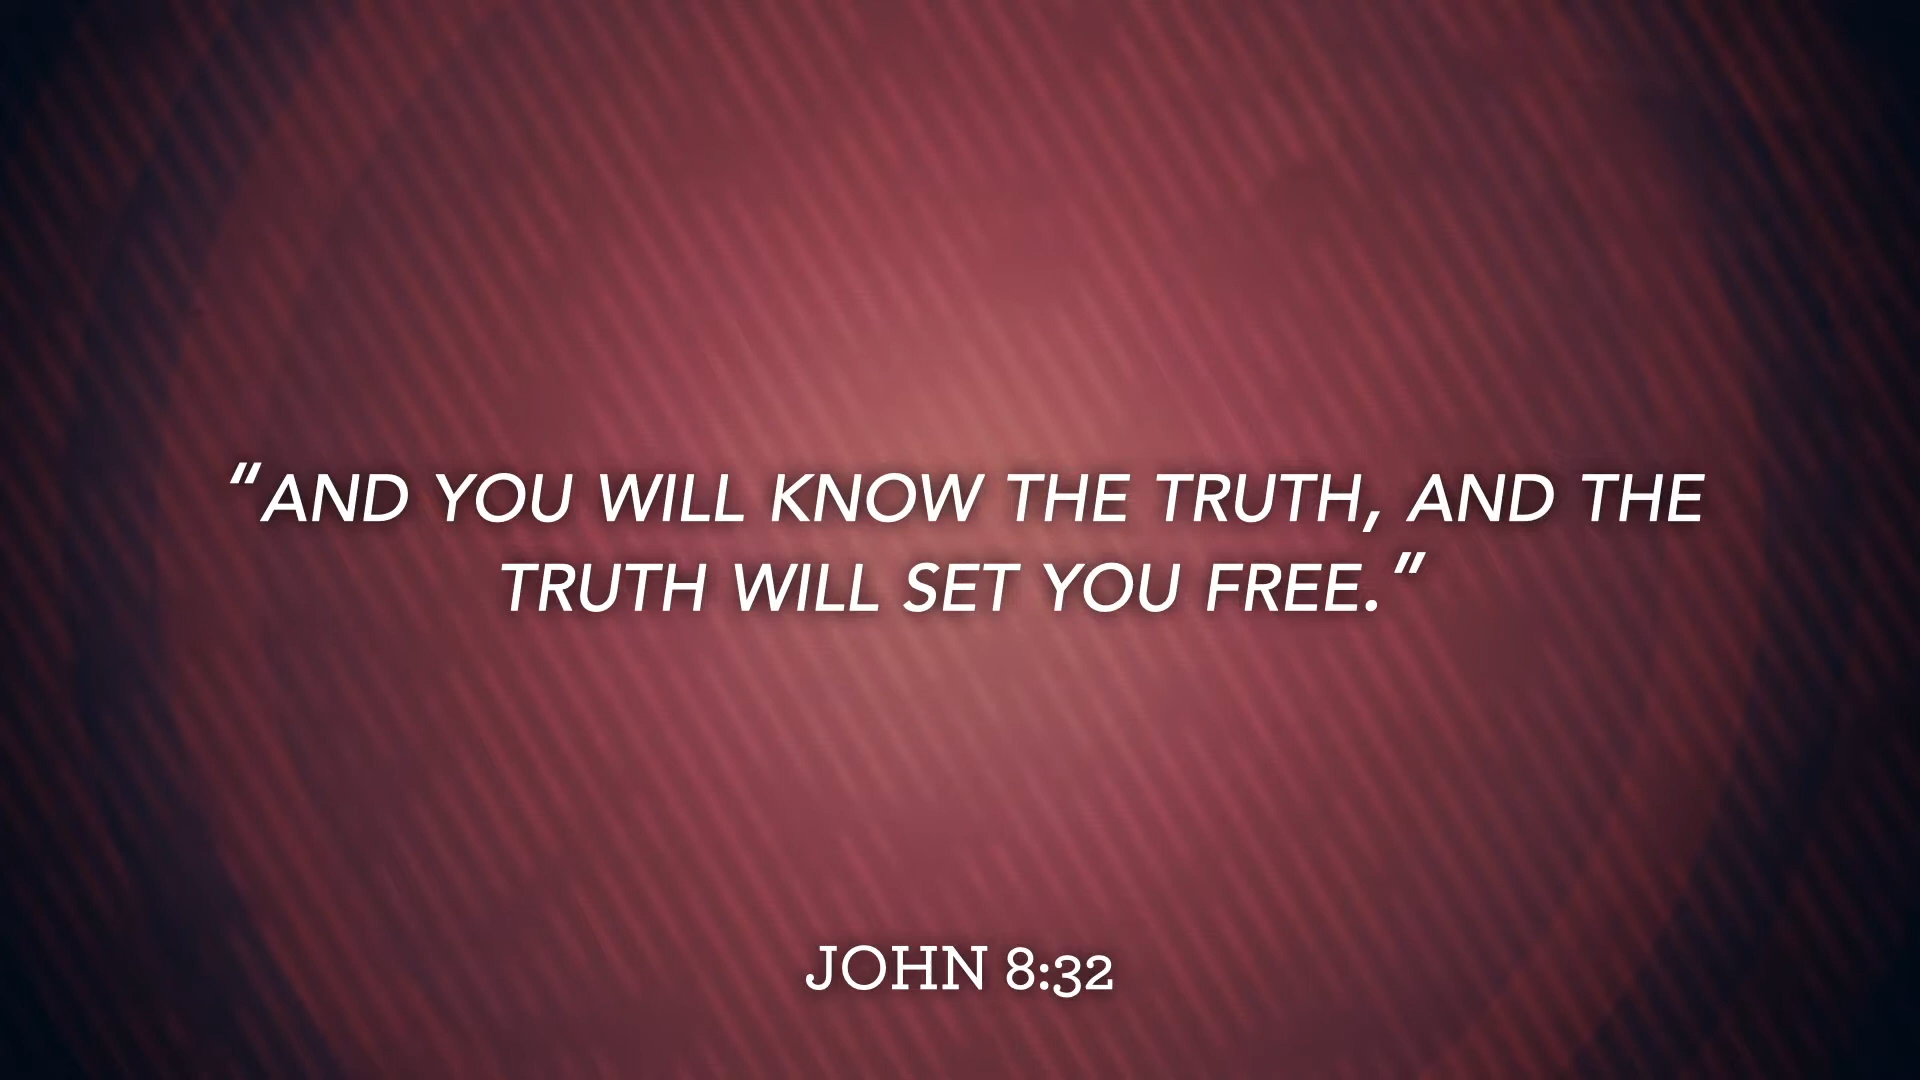 “AND YOU WILL KNOW THE TRUTH, AND THE
TRUTH WILL SET YOU FREE.”
JOHN 8:32